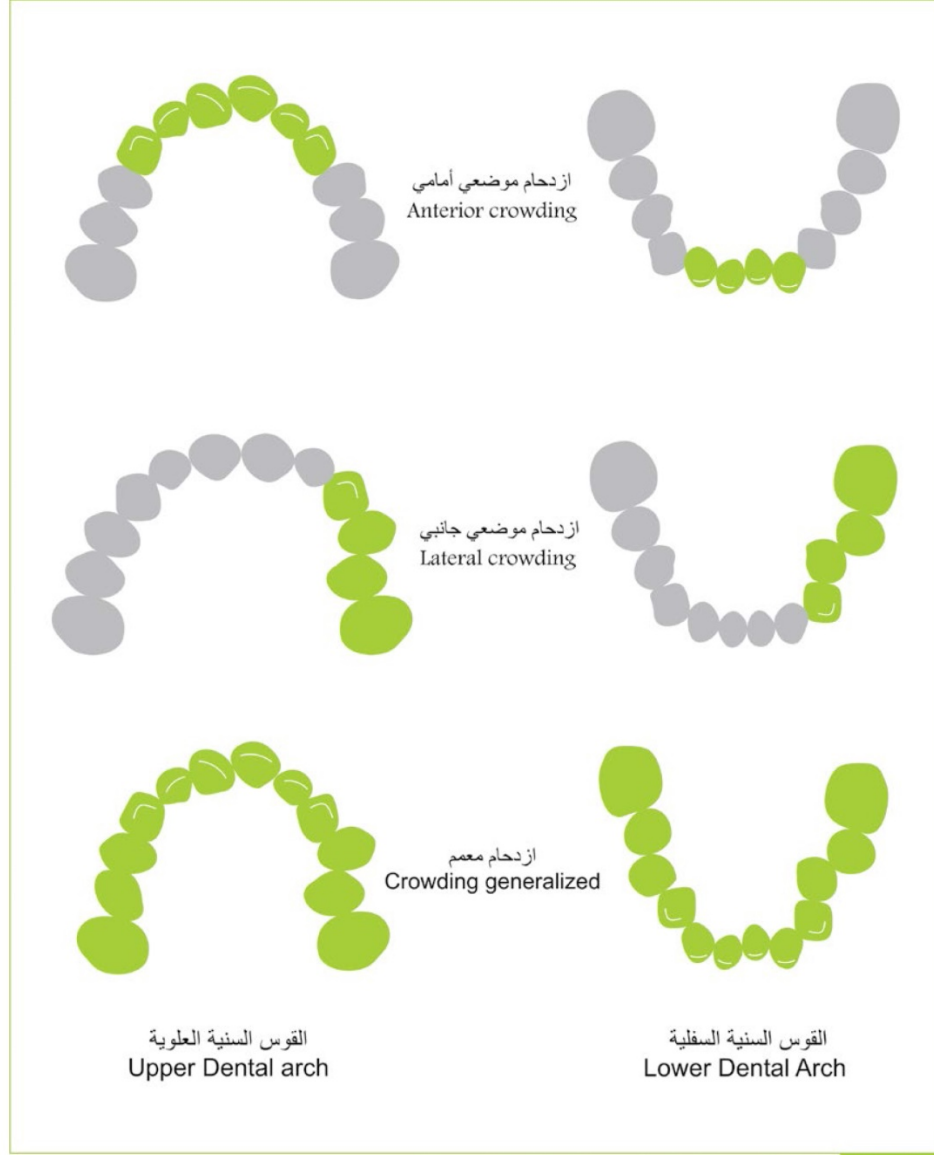 ازدحام موضعي أمامي
Anterior crowding
ازدحام موضعي جانبي
Lateral crowding
ازدحام معمم
Crowding generalized
القوس السنية العلوية
Upper Dental arch
القوس السنية السفلية
Lower Dental Arch